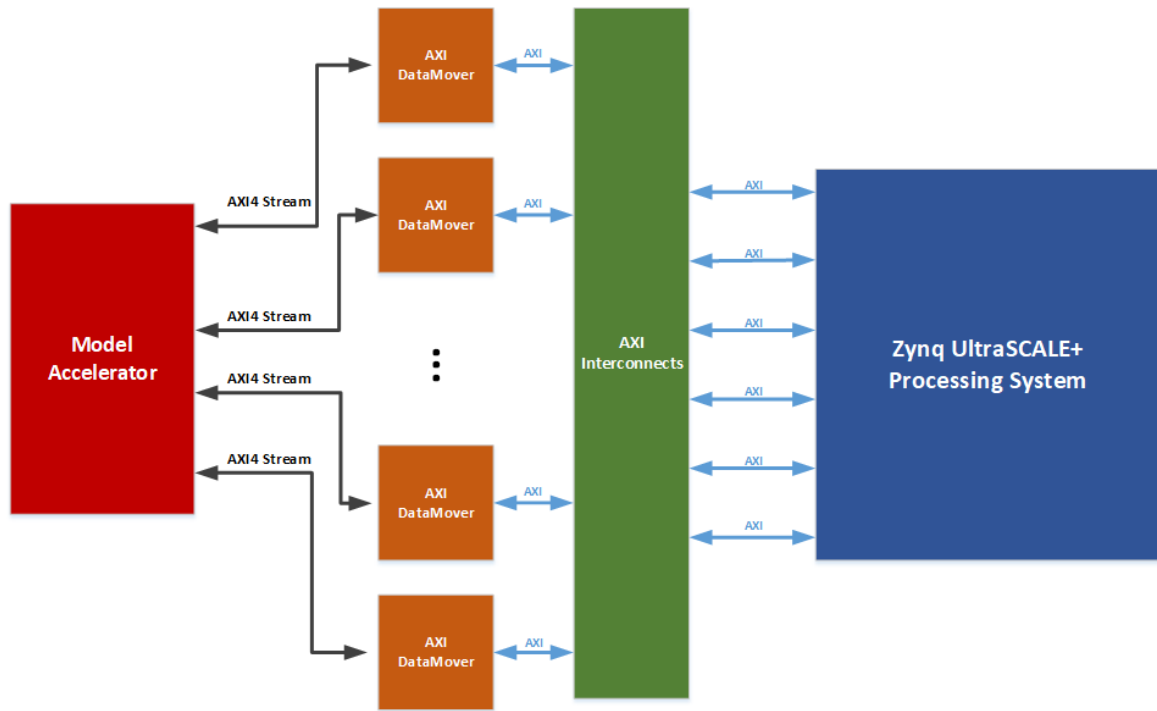 AXI
DataMover
AXI
AXI4 Stream
AXI
DataMover
AXI
AXI4 Stream
Model
Accelerator
AXI4 Stream
AXI4 Stream
AXI
DataMover
AXI
AXI
DataMover
AXI
AXI
Interconnects
AXI
AXI
AXI
AXI
AXI
AXI
Zynq UltraSCALE+
Processing System